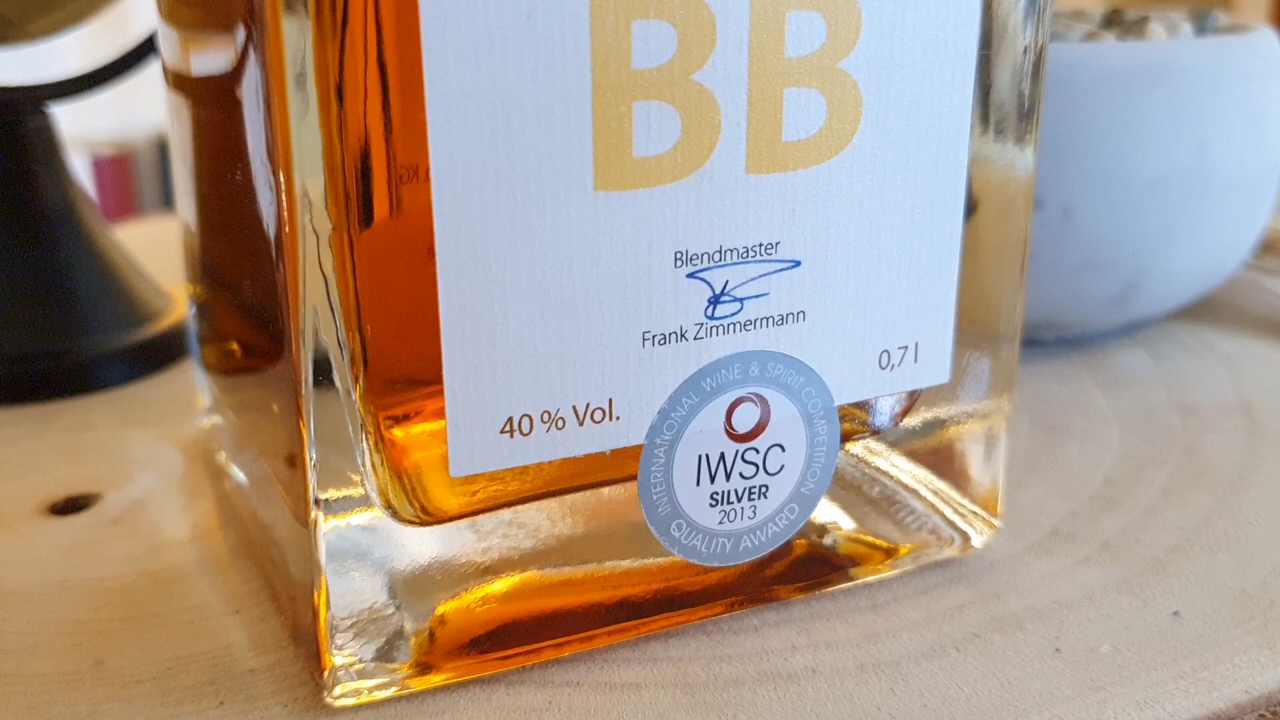 BB
Blendmaster
Frank Zimmermann
40 % Vol.
0,7 l
INTERNATIONAL WINE & SPIRIT COMPETITION
IWSC
SILVER
2013
QUALITY AWARD